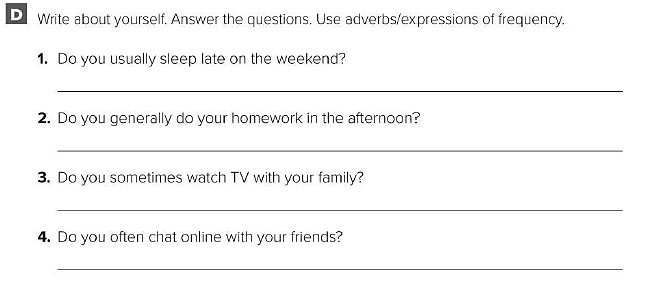 D Write about yourself. Answer the questions. Use adverbs/expressions of frequency.
1. Do you usually sleep late on the weekend?
2. Do you generally do your homework in the afternoon?
3. Do you sometimes watch TV with your family?
4. Do you often chat online with your friends?